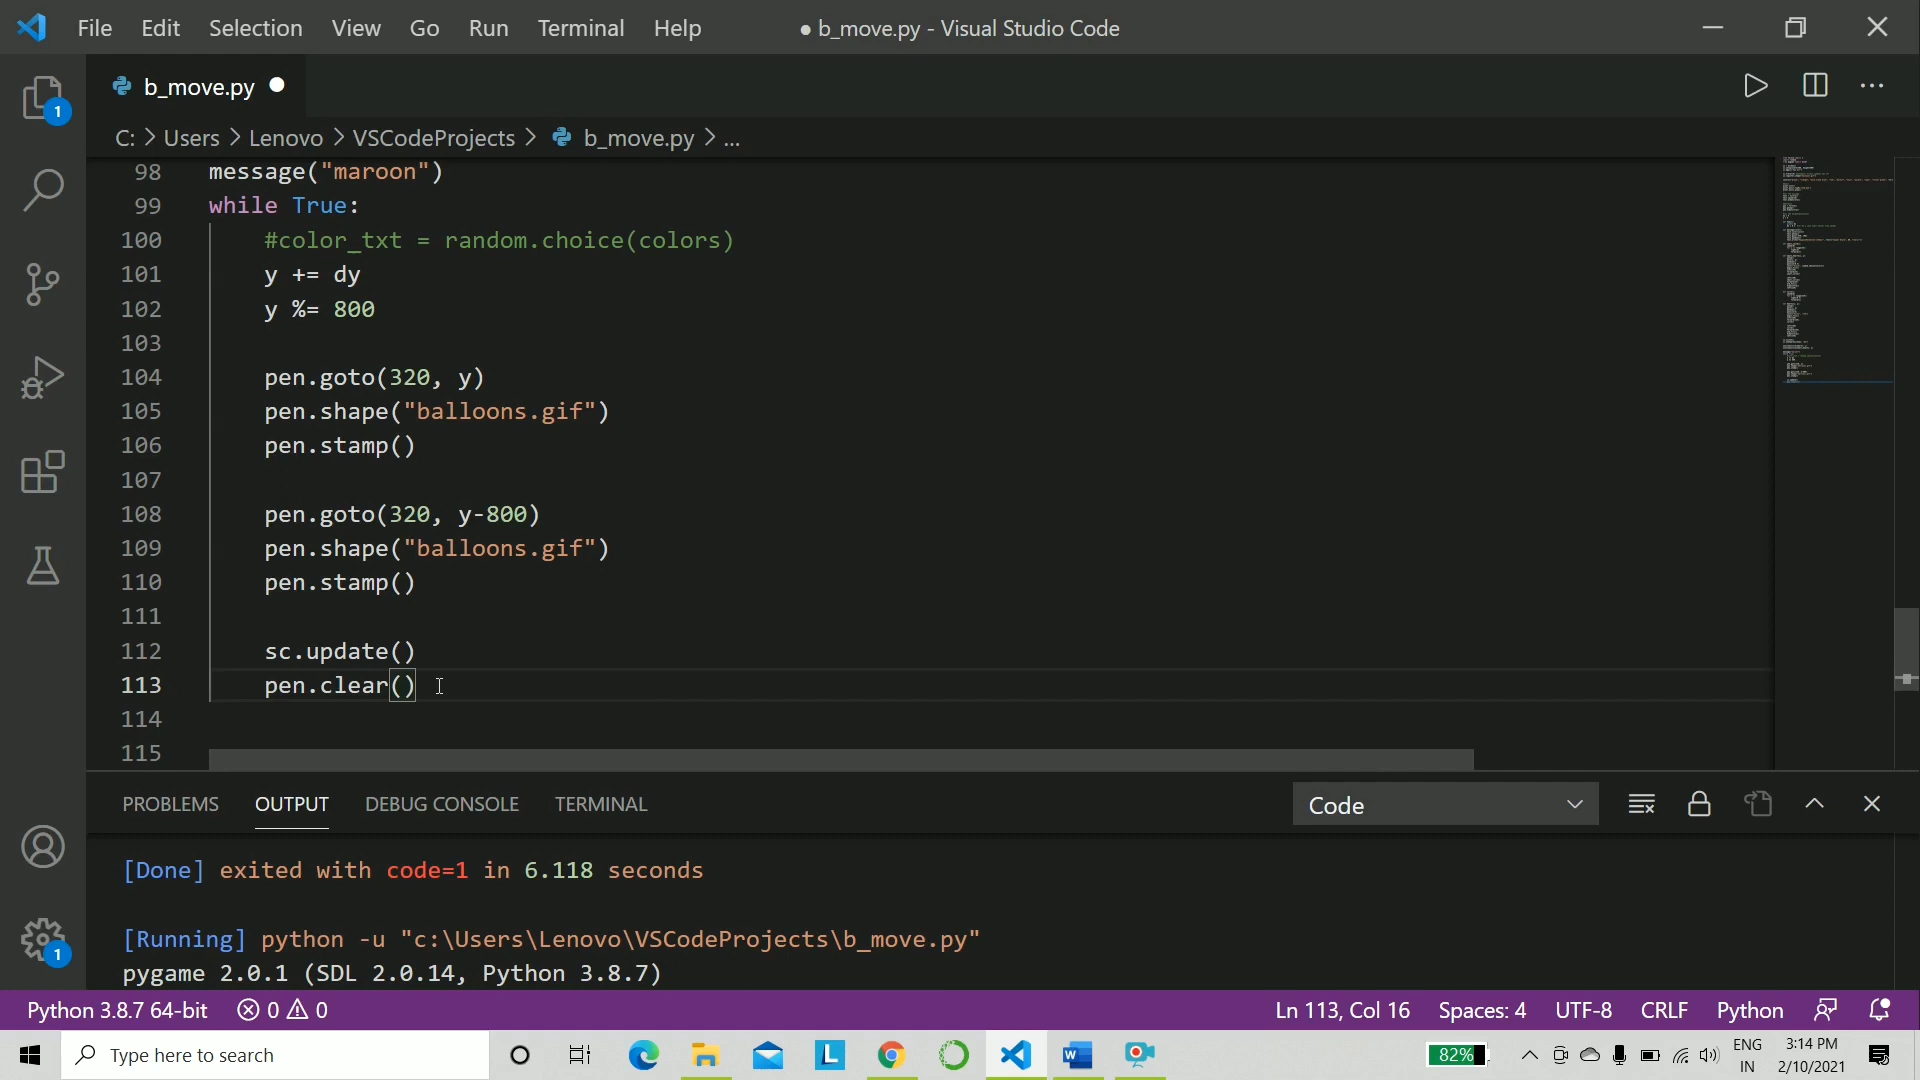 File Edit Selection View Go Run Terminal Help ● b_move.py - Visual Studio Code
b_move.py ●
1
C: > Users > Lenovo > VSCodeProjects > b_move.py > ...
98 message("maroon")
99 while True:
100 #color_txt = random.choice(colors)
101 y += dy
102 y %= 800
103
104 pen.goto(320, y)
105 pen.shape("balloons.gif")
106 pen.stamp()
107
108 pen.goto(320, y-800)
109 pen.shape("balloons.gif")
110 pen.stamp()
111
112 sc.update()
113 pen.clear()
114
115
PROBLEMS OUTPUT DEBUG CONSOLE TERMINAL Code
[Done] exited with code=1 in 6.118 seconds
1
[Running] python -u "c:\Users\Lenovo\VSCodeProjects\b_move.py"
pygame 2.0.1 (SDL 2.0.14, Python 3.8.7)
Python 3.8.7 64-bit 0 0 Ln 113, Col 16 Spaces: 4 UTF-8 CRLF Python
Type here to search L W 82% ENG IN 3:14 PM 2/10/2021